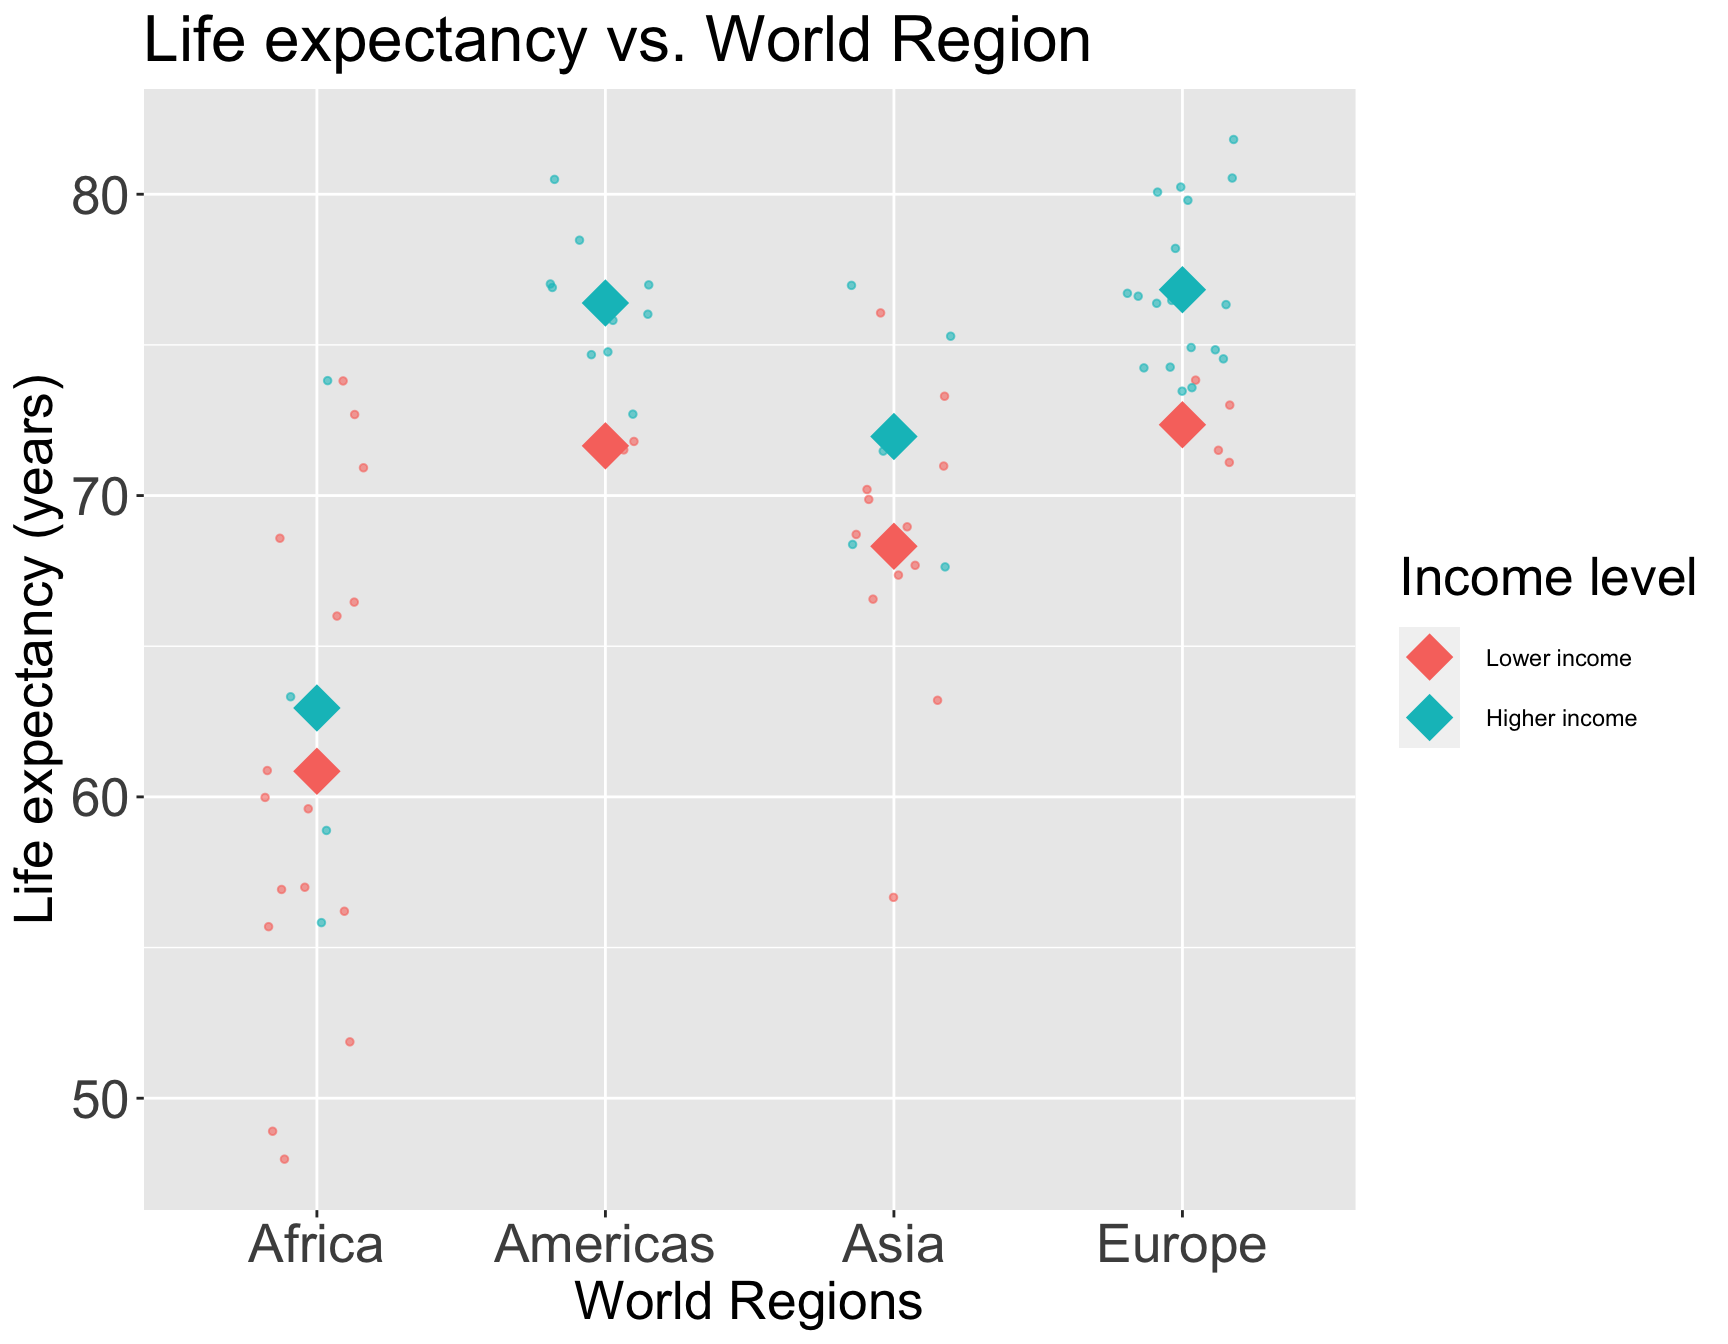 Life expectancy vs. World Region
Life expectancy (years)
80
70
60
50
Africa Americas Asia Europe
World Regions
Income level
Lower income
Higher income